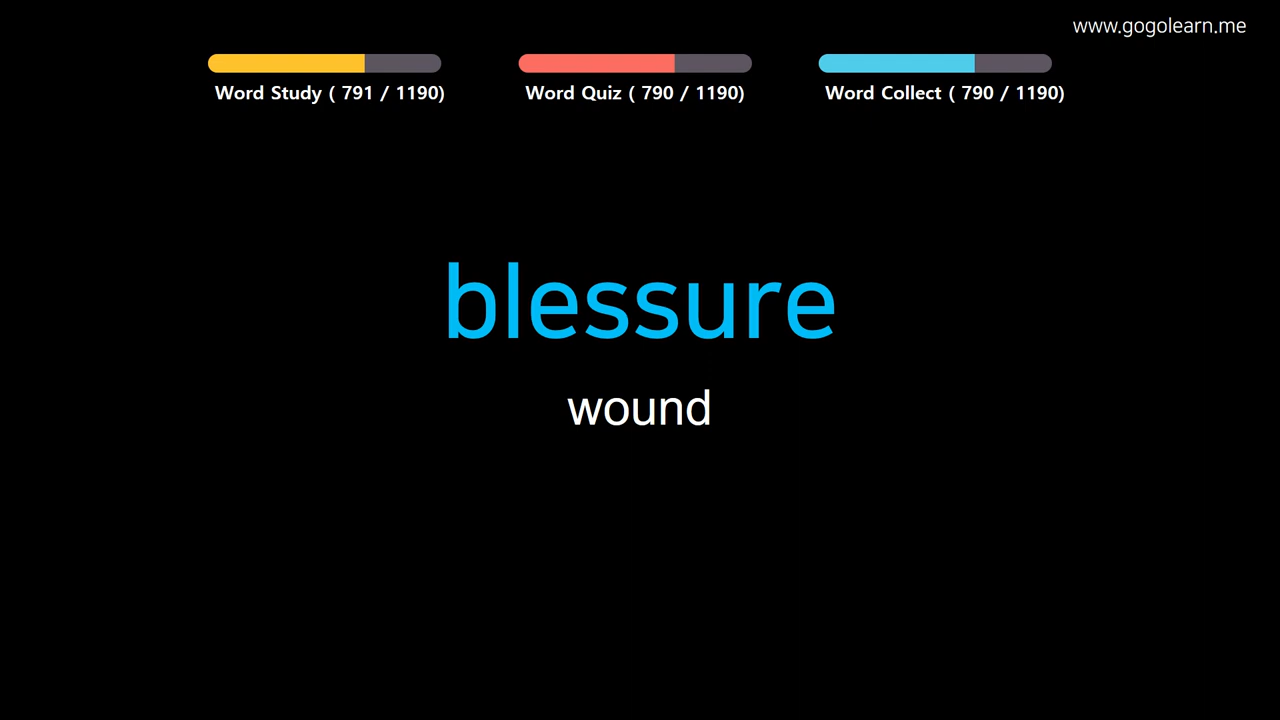 www.gogolearn.me
Word Study ( 791 / 1190)
Word Quiz ( 790 / 1190)
Word Collect ( 790 / 1190)
blessure
wound